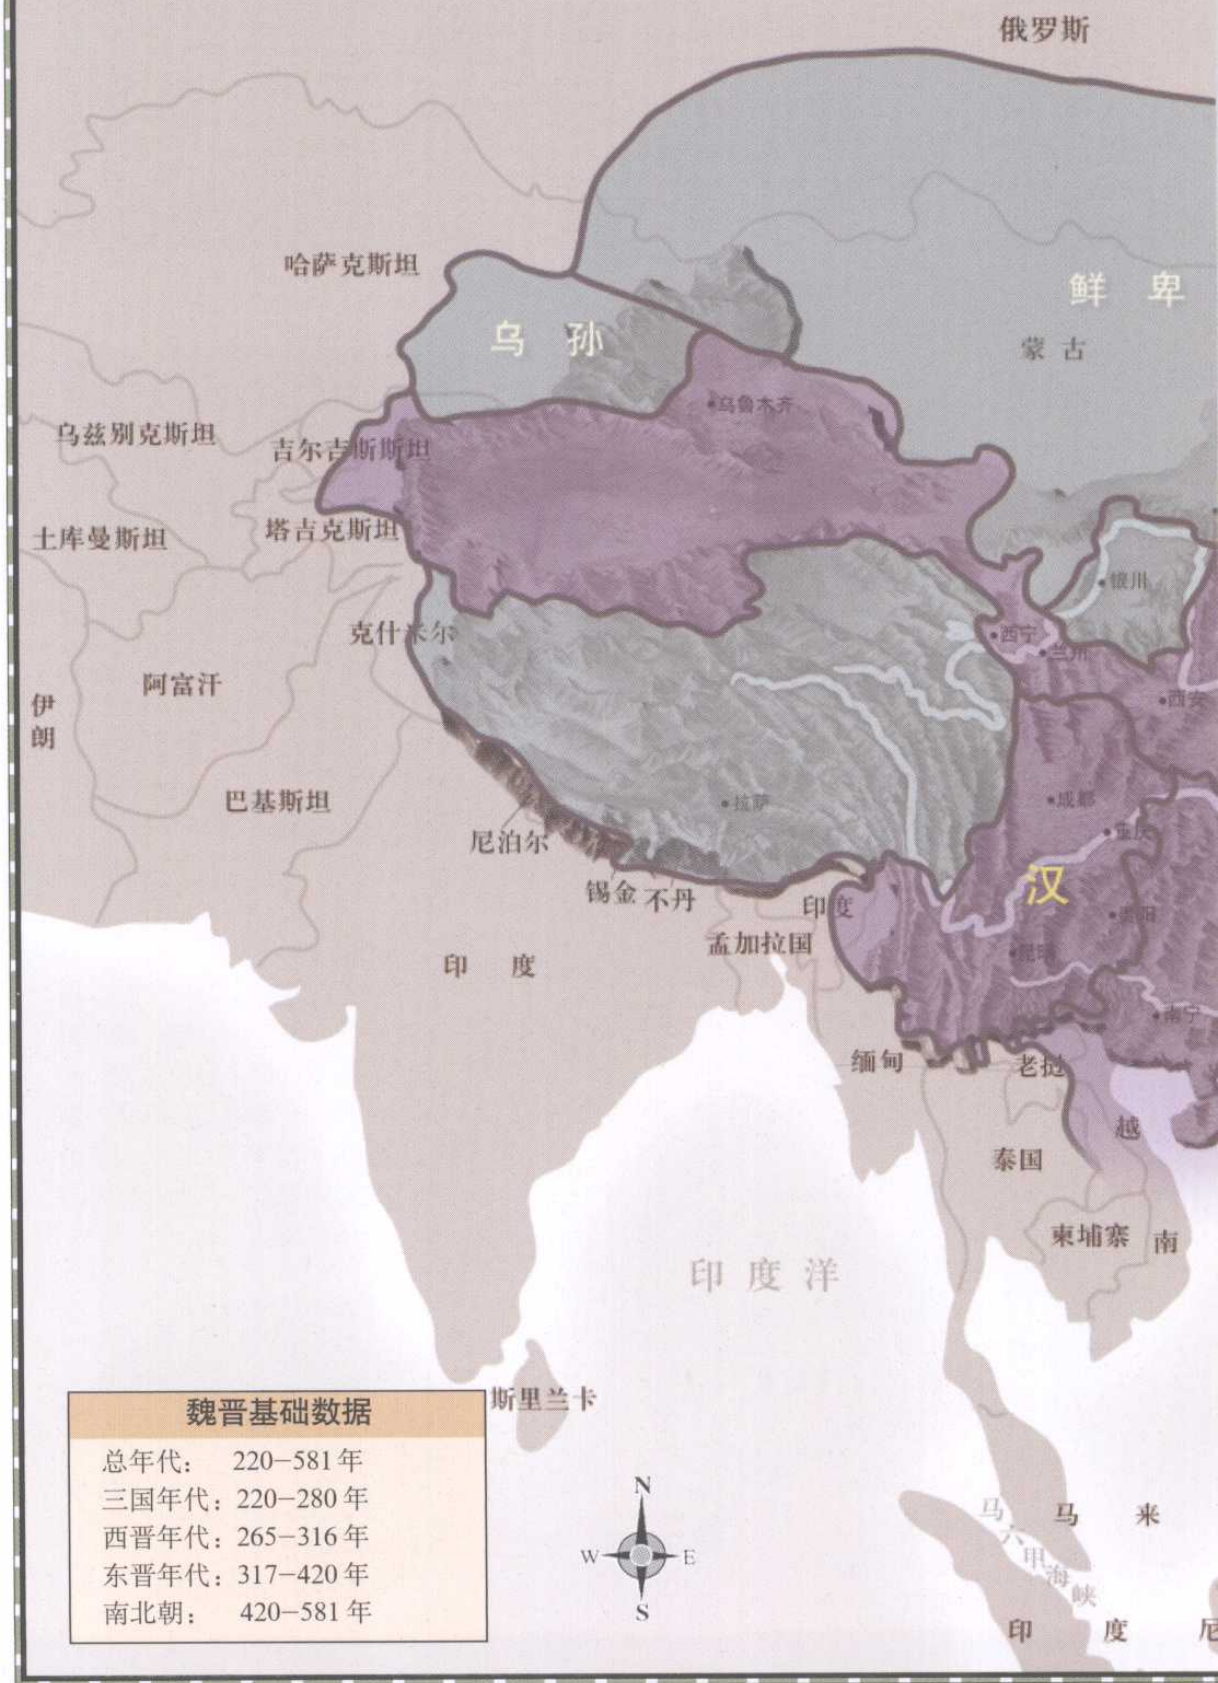 俄罗斯
哈萨克斯坦
鲜卑
乌孙
蒙古
乌鲁木齐
乌兹别克斯坦
吉尔吉斯斯坦
土库曼斯坦
塔吉克斯坦
银川
克什米尔
西宁
兰州
阿富汗
伊朗
西安
巴基斯坦
拉萨
成都
重庆
尼泊尔
汉
锡金
不丹
印度
贵阳
孟加拉国
昆明
印度
南宁
缅甸
老挝
越
泰国
柬埔寨
南
印度洋
斯里兰卡
魏晋基础数据
总年代： 220-581年
三国年代：220-280年
西晋年代：265-316年
东晋年代：317-420年
南北朝： 420-581年
N
W
E
S
马六甲海峡
马来
印度尼